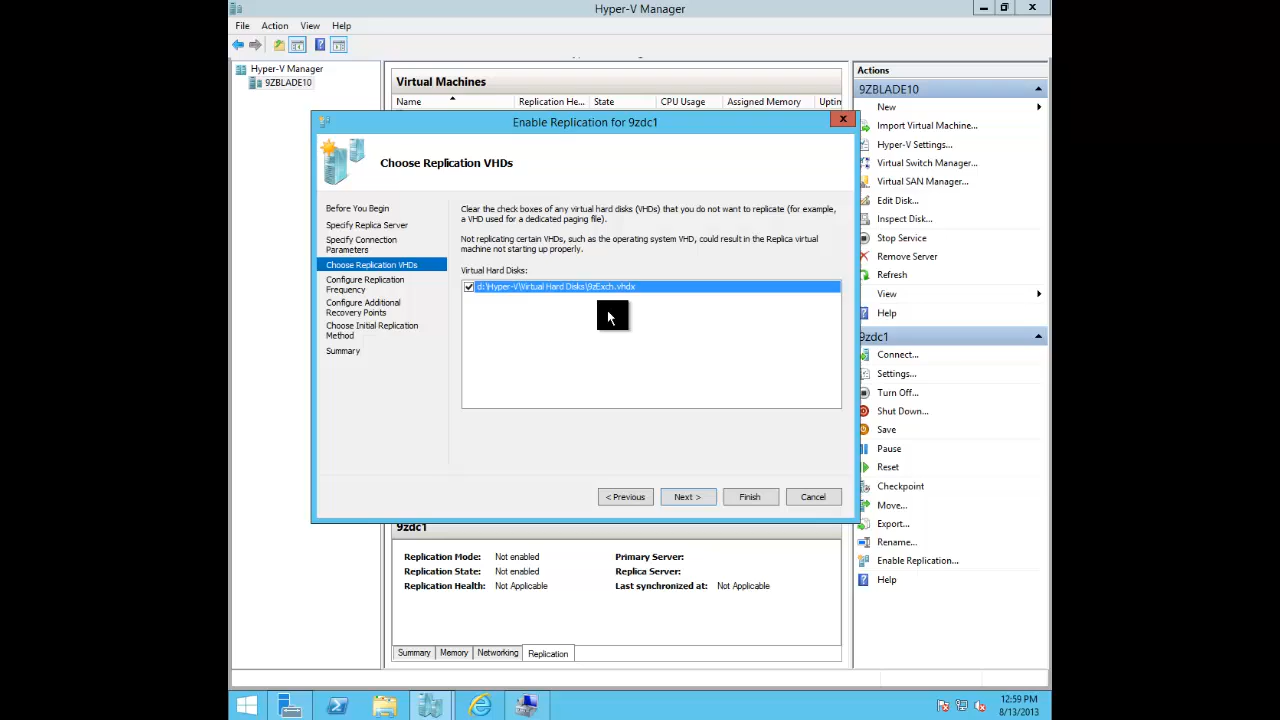 Hyper-V Manager
File Action View Help
Hyper-V Manager
9ZBLADE10
Virtual Machines
Name Replication He... State CPU Usage Assigned Memory Uptin
Enable Replication for 9zdc1
Choose Replication VHDs
Before You Begin
Specify Replica Server
Specify Connection
Parameters
Choose Replication VHDs
Configure Replication
Frequency
Configure Additional
Recovery Points
Choose Initial Replication
Method
Summary
Clear the check boxes of any virtual hard disks (VHDs) that you do not want to replicate (for example,
a VHD used for a dedicated paging file).
Not replicating certain VHDs, such as the operating system VHD, could result in the Replica virtual
machine not starting up properly.
Virtual Hard Disks:
d:\Hyper-V\Virtual Hard Disks\9zExch.vhdx
< Previous Next > Finish Cancel
9zdc1
Replication Mode: Not enabled Primary Server:
Replication State: Not enabled Replica Server:
Replication Health: Not Applicable Last synchronized at: Not Applicable
Summary Memory Networking Replication
Actions
9ZBLADE10
New
Import Virtual Machine...
Hyper-V Settings...
Virtual Switch Manager...
Virtual SAN Manager...
Edit Disk...
Inspect Disk...
Stop Service
Remove Server
Refresh
View
Help
9zdc1
Connect...
Settings...
Turn Off...
Shut Down...
Save
Pause
Reset
Checkpoint
Move...
Export...
Rename...
Enable Replication...
Help
12:59 PM
8/13/2013